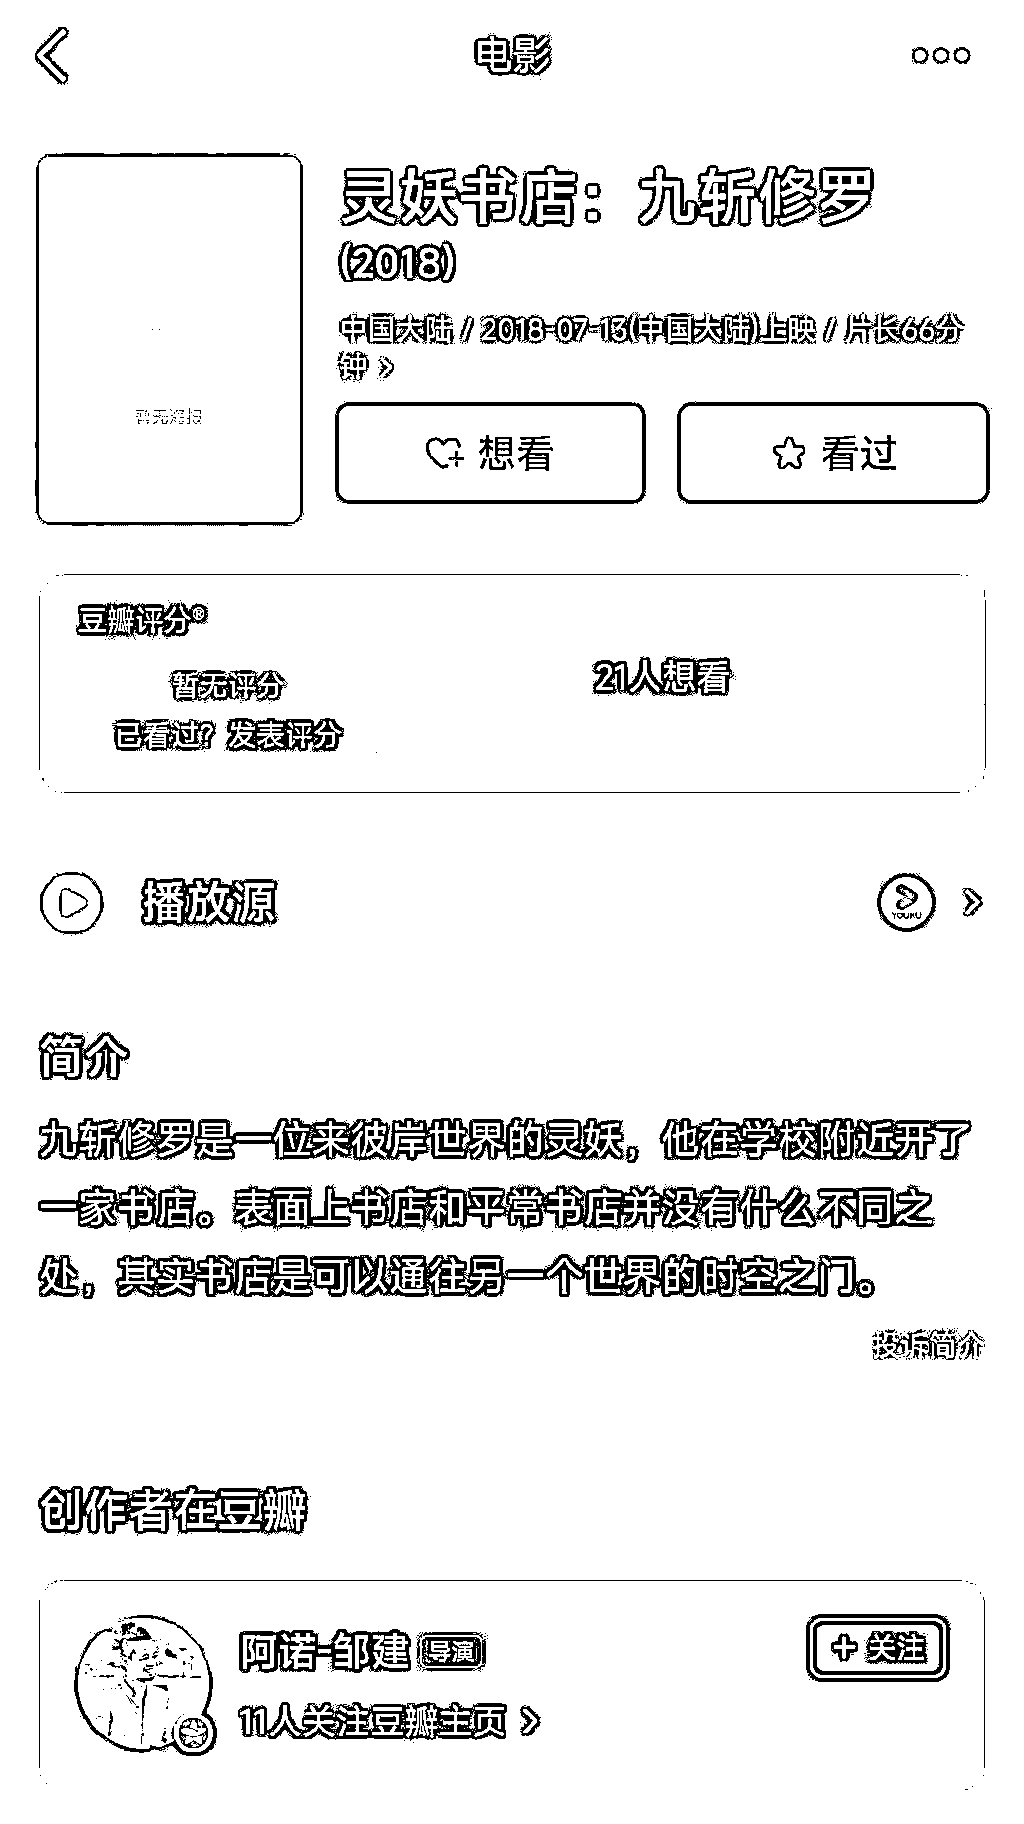 电影
灵妖书店：九斩修罗
(2018)
中国大陆 / 2018-07-13(中国大陆)上映 / 片长66分
钟 >
暂无海报
想看
看过
豆瓣评分®
暂无评分
21人想看
已看过？发表评分
播放源
YOUKU
简介
九斩修罗是一位来彼岸世界的灵妖，他在学校附近开了
一家书店。表面上书店和平常书店并没有什么不同之
处，其实书店是可以通往另一个世界的时空之门。
投诉简介
创作者在豆瓣
阿诺-邹建 导演
+ 关注
11人关注豆瓣主页 >